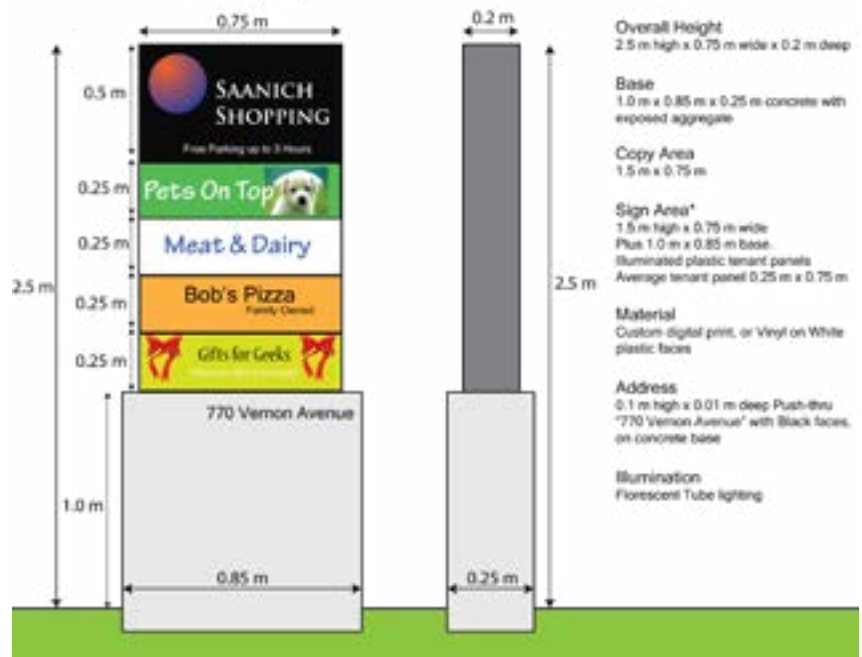 0.75 m
0.5 m
SAANICH
SHOPPING
Free Parking up to 3 Hours
0.25 m
Pets On Top
0.25 m
Meat & Dairy
0.25 m
Bob's Pizza
Family Owned
0.25 m
Gifts for Geeks
2.5 m
770 Vernon Avenue
1.0 m
0.85 m
0.2 m
2.5 m
0.25 m
Overall Height
2.5 m high x 0.75 m wide x 0.2 m deep
Base
1.0 m x 0.85 m x 0.25 m concrete with
exposed aggregate
Copy Area
1.5 m x 0.75 m
Sign Area*
1.5 m high x 0.75 m wide
Plus 1.0 m x 0.85 m base.
Illuminated plastic tenant panels
Average tenant panel 0.25 m x 0.75 m
Material
Custom digital print, or Vinyl on White
plastic faces
Address
0.1 m high x 0.01 m deep Push-thru
"770 Vernon Avenue" with Black faces,
on concrete base
Illumination
Florescent Tube lighting